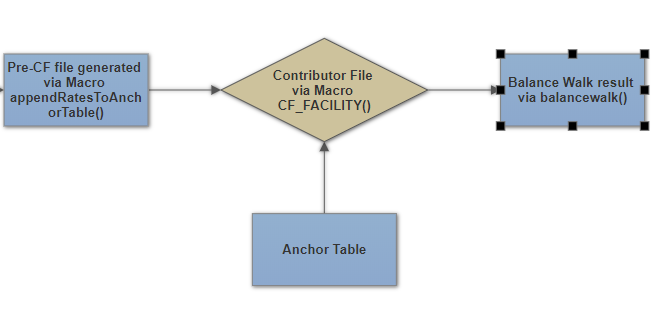 Pre-CF file generated
via Macro
appendRatesToAnch
orTable()
Contributor File
via Macro
CF_FACILITY()
Balance Walk result
via balancewalk()
Anchor Table